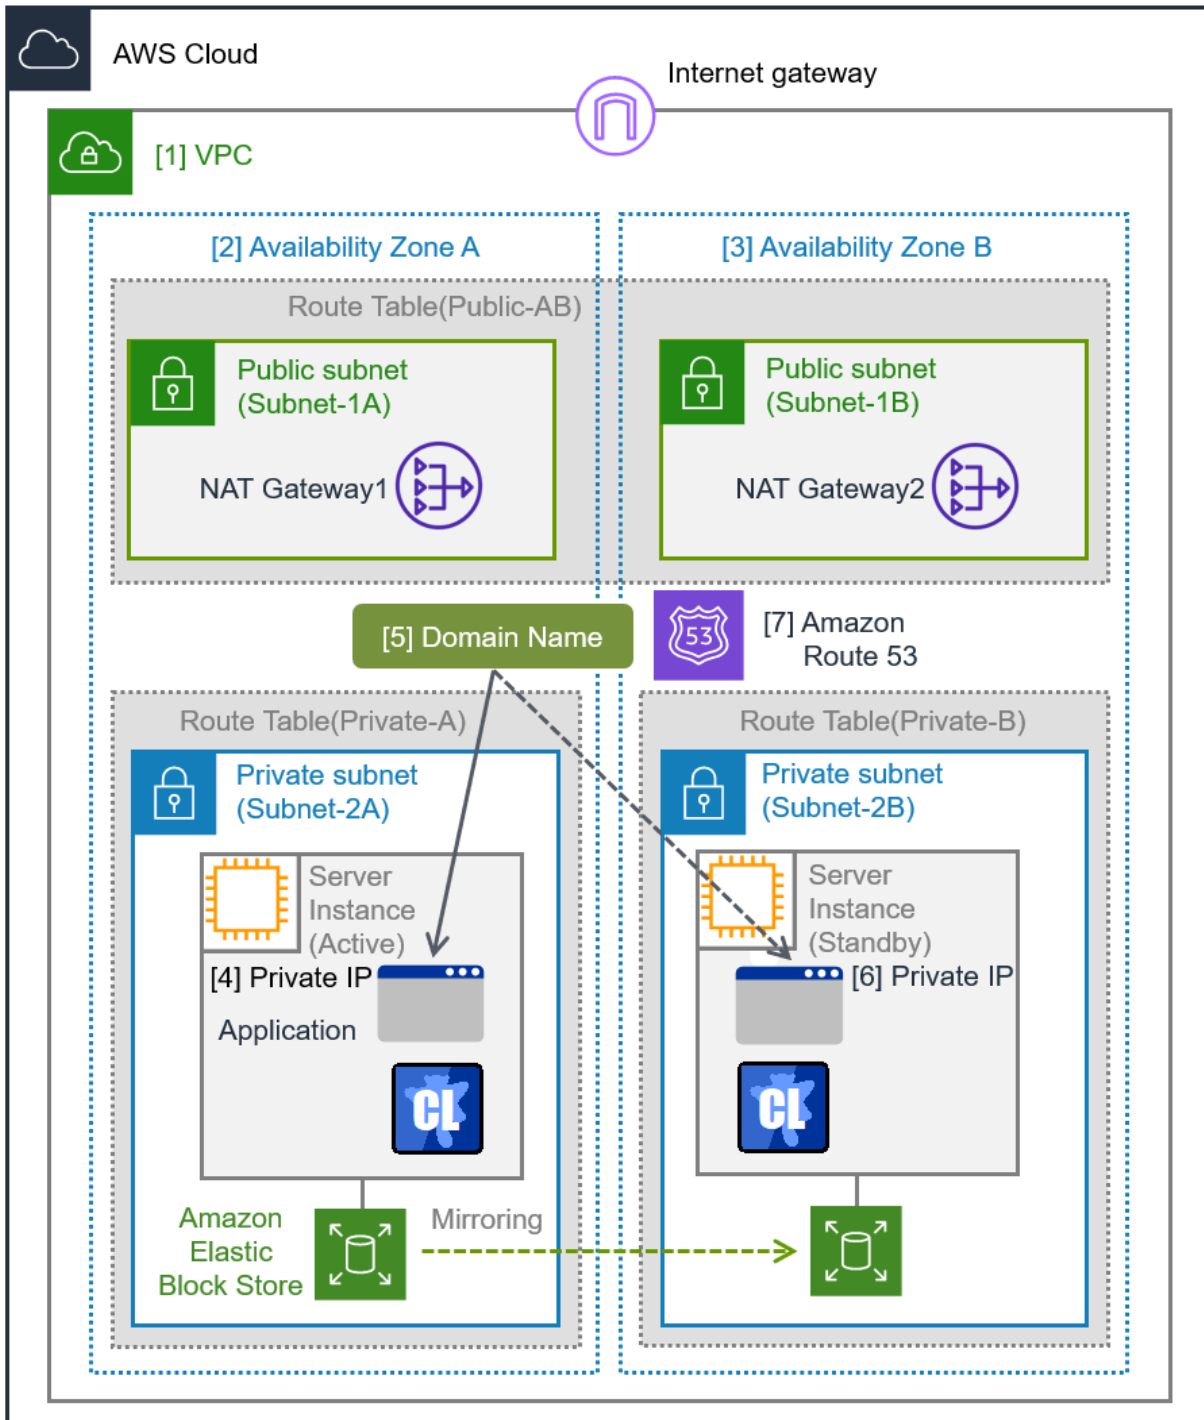 AWS Cloud
Internet gateway
[1] VPC
[2] Availability Zone A
[3] Availability Zone B
Route Table(Public-AB)
Public subnet
(Subnet-1A)
NAT Gateway1
Public subnet
(Subnet-1B)
NAT Gateway2
[5] Domain Name
53
[7] Amazon
Route 53
Route Table(Private-A)
Private subnet
(Subnet-2A)
Server
Instance
(Active)
[4] Private IP
Application
CL
Route Table(Private-B)
Private subnet
(Subnet-2B)
Server
Instance
(Standby)
[6] Private IP
CL
Amazon
Elastic
Block Store
Mirroring